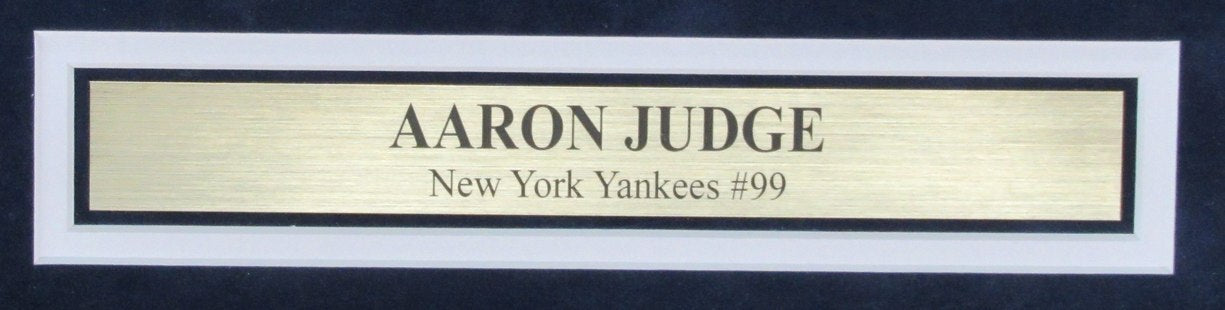 AARON JUDGE
New York Yankees #99